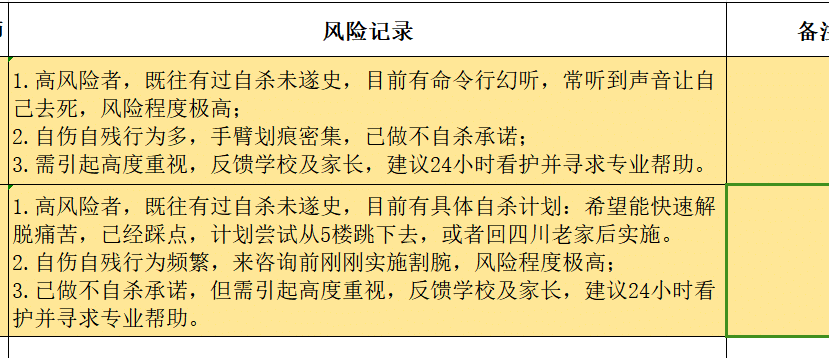 风险记录
备注
1.高风险者，既往有过自杀未遂史，目前有命令行幻听，常听到声音让自
己去死，风险程度极高；
2.自伤自残行为多，手臂划痕密集，已做不自杀承诺；
3.需引起高度重视，反馈学校及家长，建议24小时看护并寻求专业帮助。
1.高风险者，既往有过自杀未遂史，目前有具体自杀计划：希望能快速解
脱痛苦，已经踩点，计划尝试从5楼跳下去，或者回四川老家后实施。
2.自伤自残行为频繁，来咨询前刚刚实施割腕，风险程度极高；
3.已做不自杀承诺，但需引起高度重视，反馈学校及家长，建议24小时看
护并寻求专业帮助。